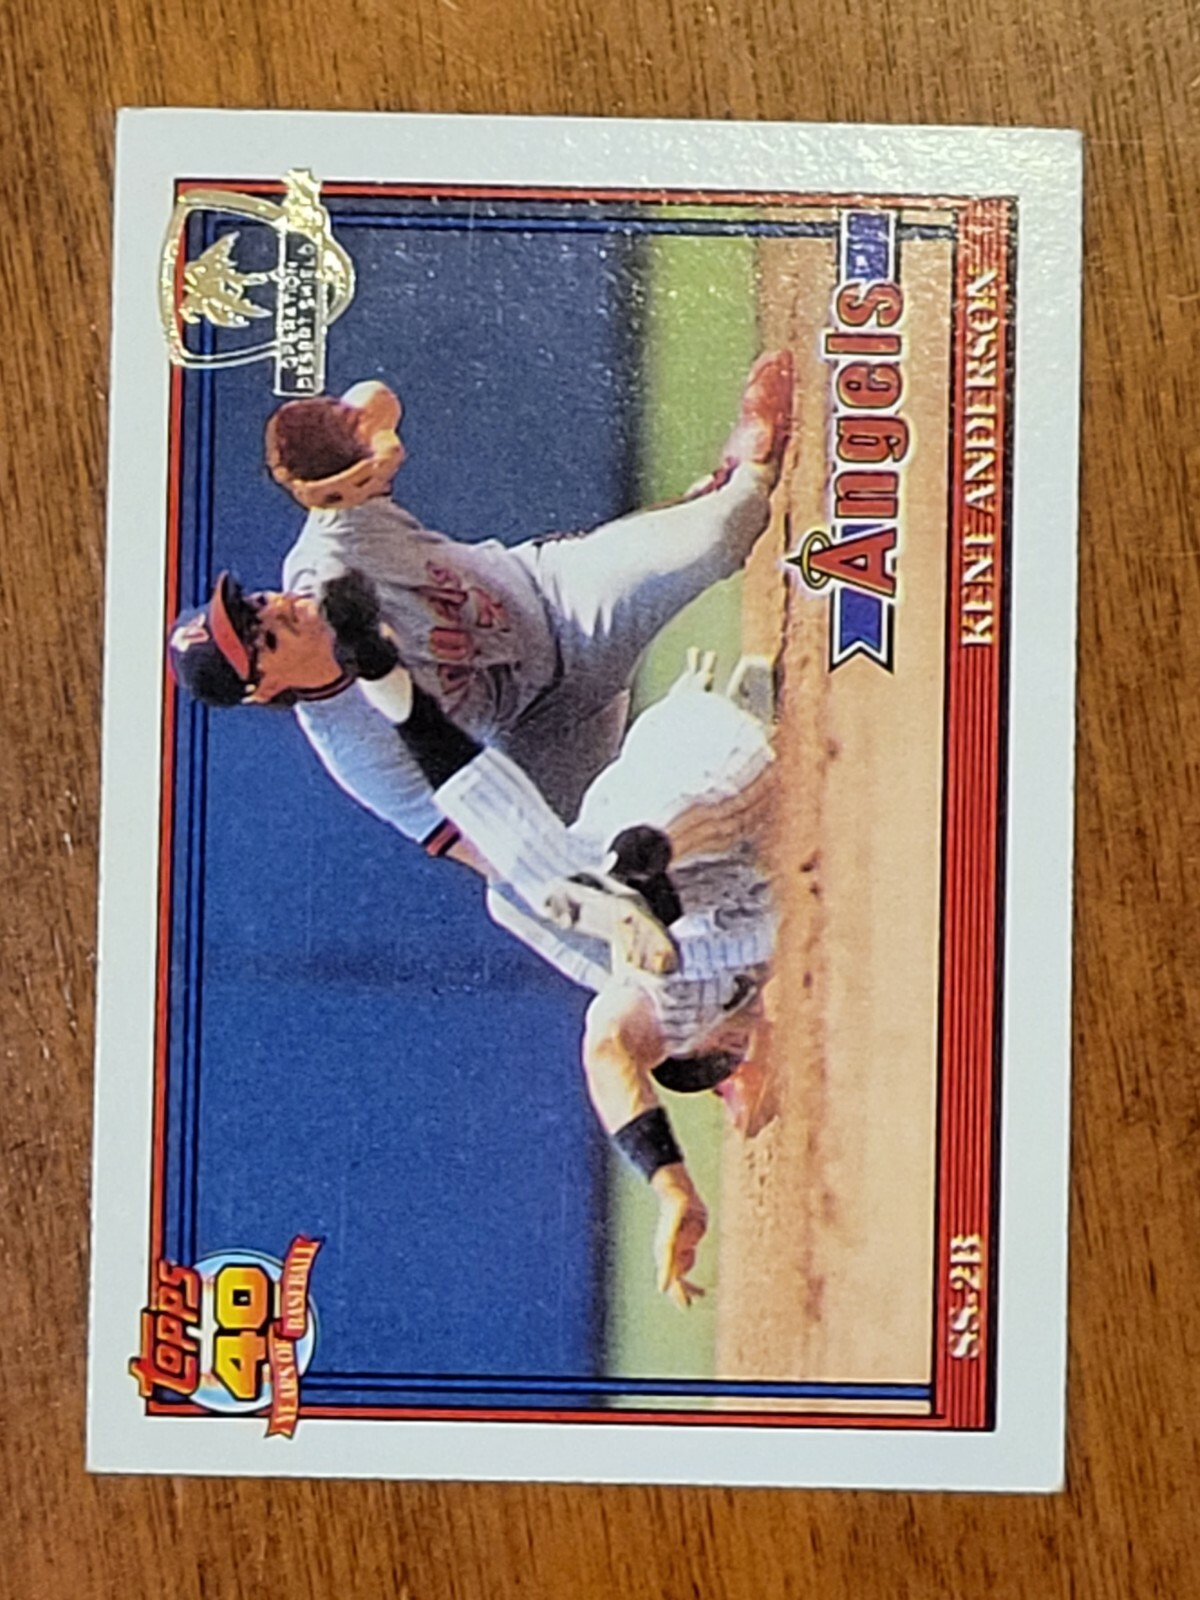 Topps
40
YEARS OF BASEBALL
OPERATION
DESERT SHIELD
Angels
SS-2B KENT ANDERSON